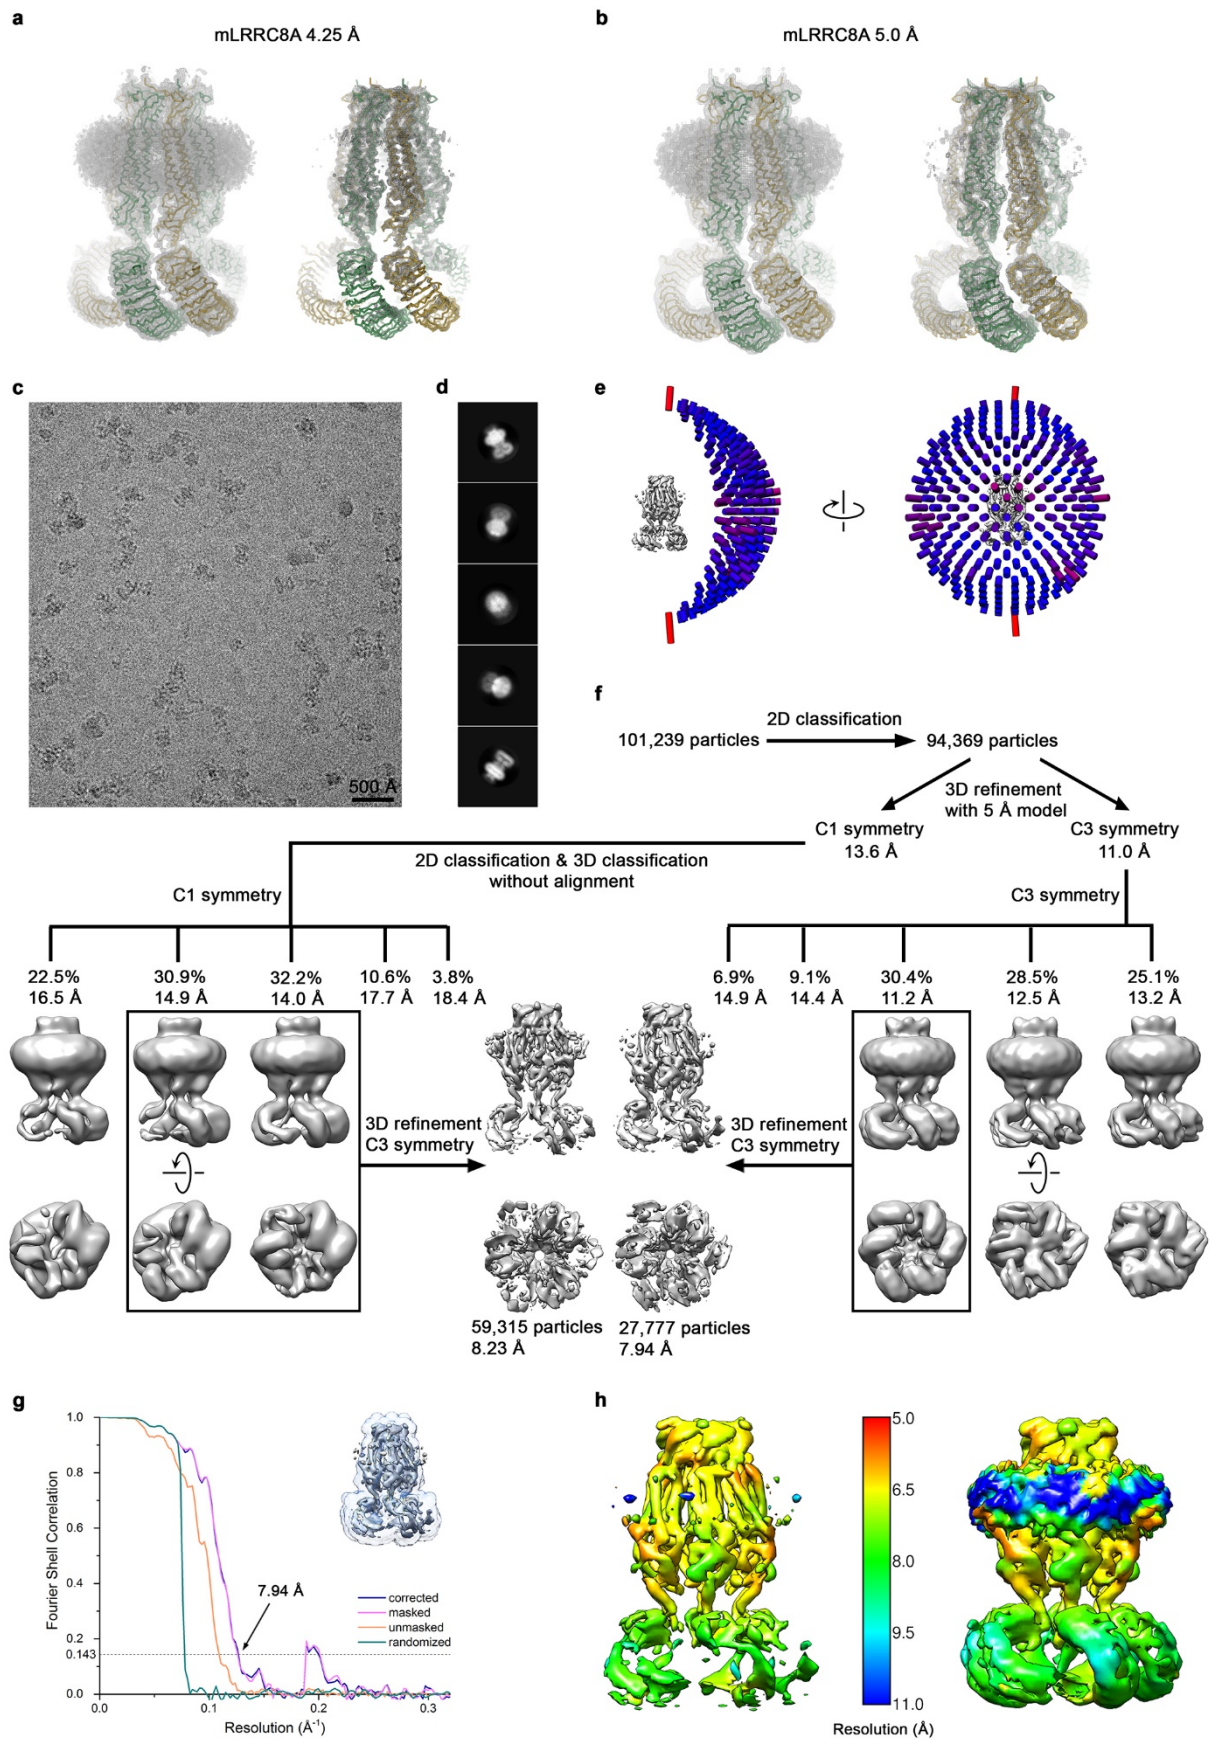 a
mLRRC8A 4.25 Å
b
mLRRC8A 5.0 Å
c
500 Å
d
e
f
101,239 particles
2D classification
94,369 particles
3D refinement
with 5 Å model
C1 symmetry
13.6 Å
C3 symmetry
11.0 Å
2D classification & 3D classification
without alignment
C1 symmetry
C3 symmetry
22.5%
16.5 Å
30.9%
14.9 Å
32.2%
14.0 Å
10.6%
17.7 Å
3.8%
18.4 Å
6.9%
14.9 Å
9.1%
14.4 Å
30.4%
11.2 Å
28.5%
12.5 Å
25.1%
13.2 Å
3D refinement
C3 symmetry
3D refinement
C3 symmetry
59,315 particles
8.23 Å
27,777 particles
7.94 Å
g
Fourier Shell Correlation
1.0
0.8
0.6
0.4
0.2
0.143
0.0
0.0
0.1
0.2
0.3
Resolution (Å⁻¹)
7.94 Å
corrected
masked
unmasked
randomized
h
5.0
6.5
8.0
9.5
11.0
Resolution (Å)